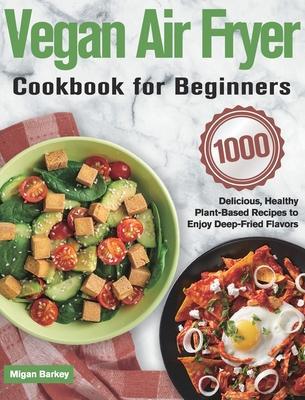 Vegan Air Fryer
Cookbook for Beginners
1000
Delicious, Healthy
Plant-Based Recipes to
Enjoy Deep-Fried Flavors
Migan Barkey